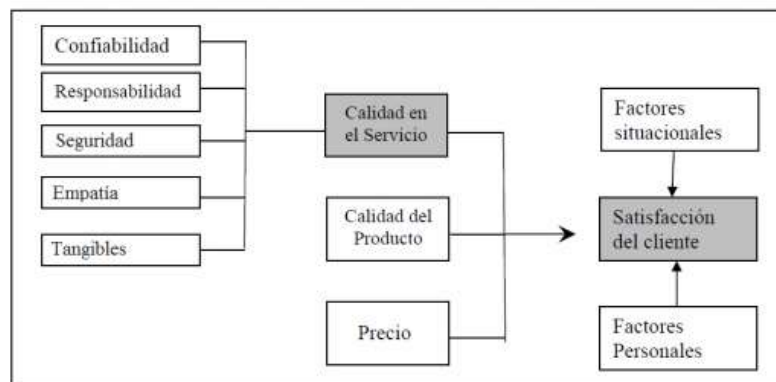 Confiabilidad
Responsabilidad
Seguridad
Empatía
Tangibles
Calidad en
el Servicio
Calidad del
Producto
Precio
Factores
situacionales
Satisfacción
del cliente
Factores
Personales